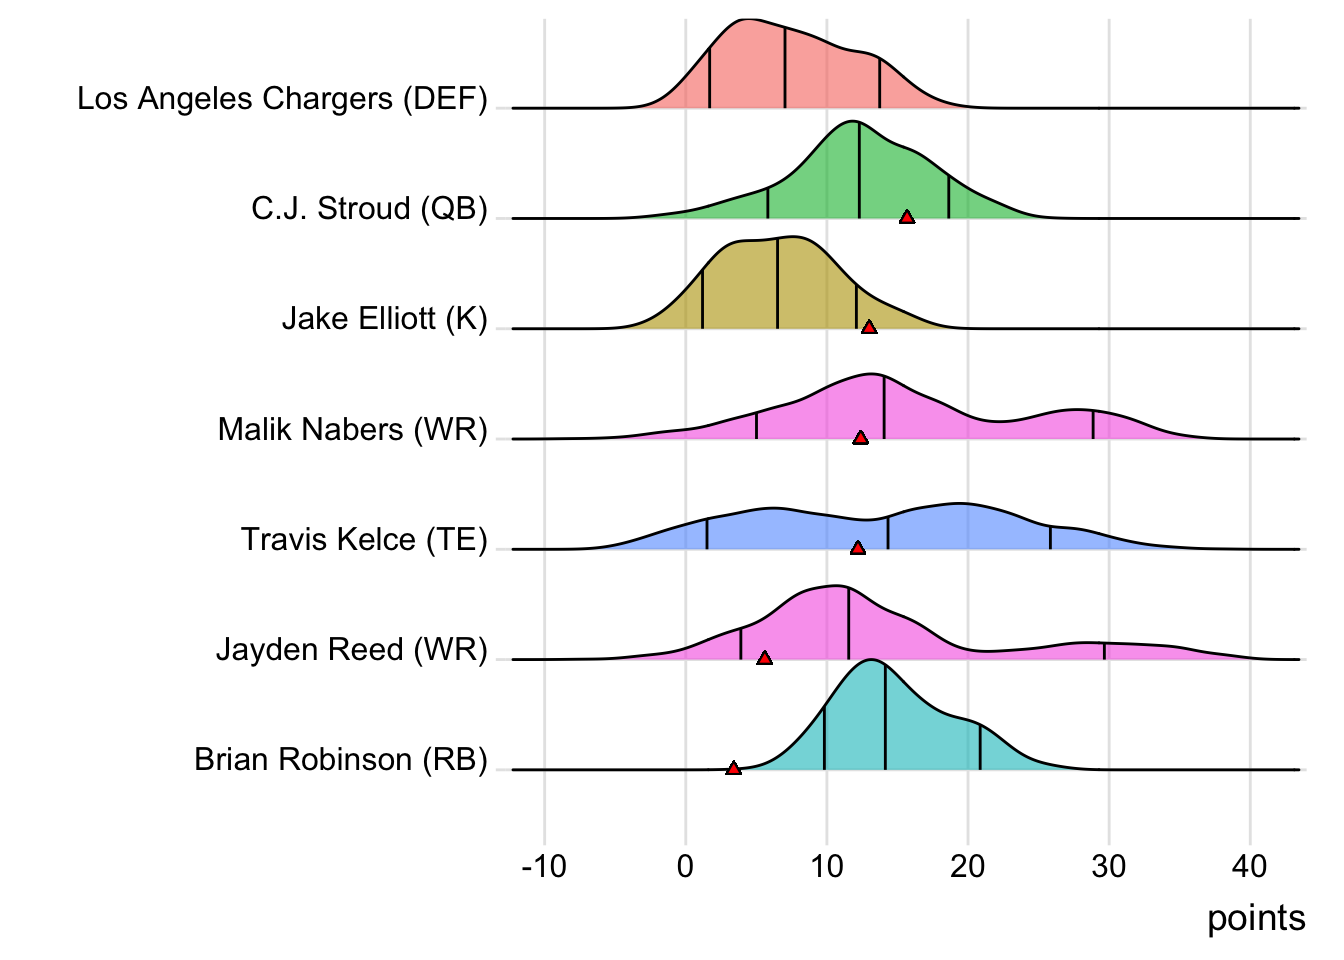 Los Angeles Chargers (DEF)
C.J. Stroud (QB)
Jake Elliott (K)
Malik Nabers (WR)
Travis Kelce (TE)
Jayden Reed (WR)
Brian Robinson (RB)
-10 0 10 20 30 40
points